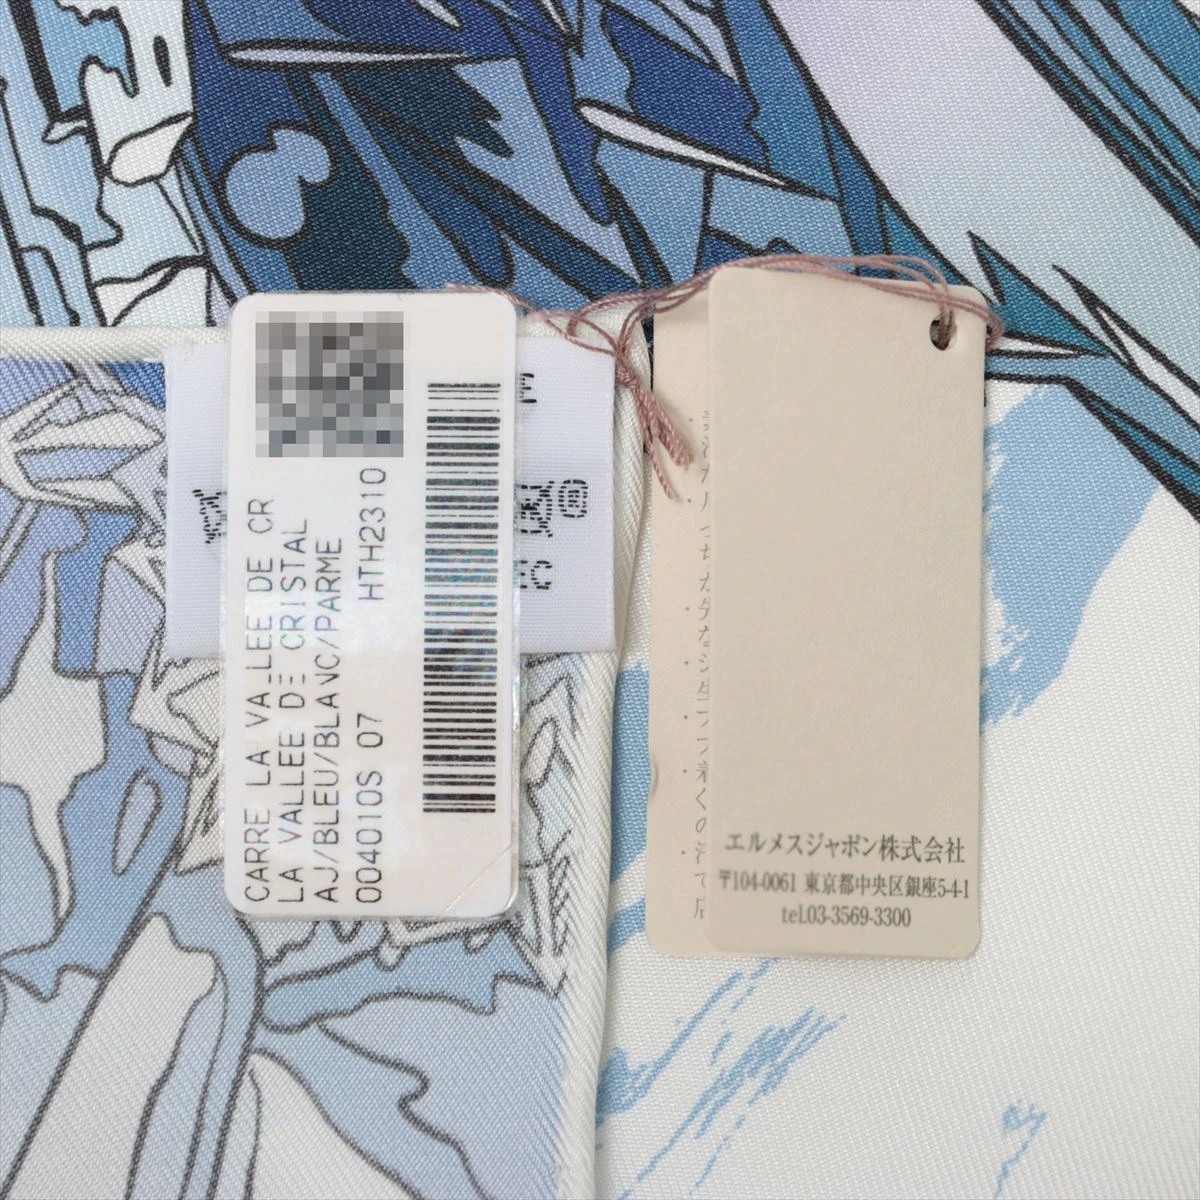 CARRE LA VALLEE DE CR
LA VALLEE DE CRISTAL
AJ/BLEU/BLANC/PARME
004010S 07 HTH2310
E
EC
エルメスジャポン株式会社
〒104-0061 東京都中央区銀座5-4-1
tel.03-3569-3300